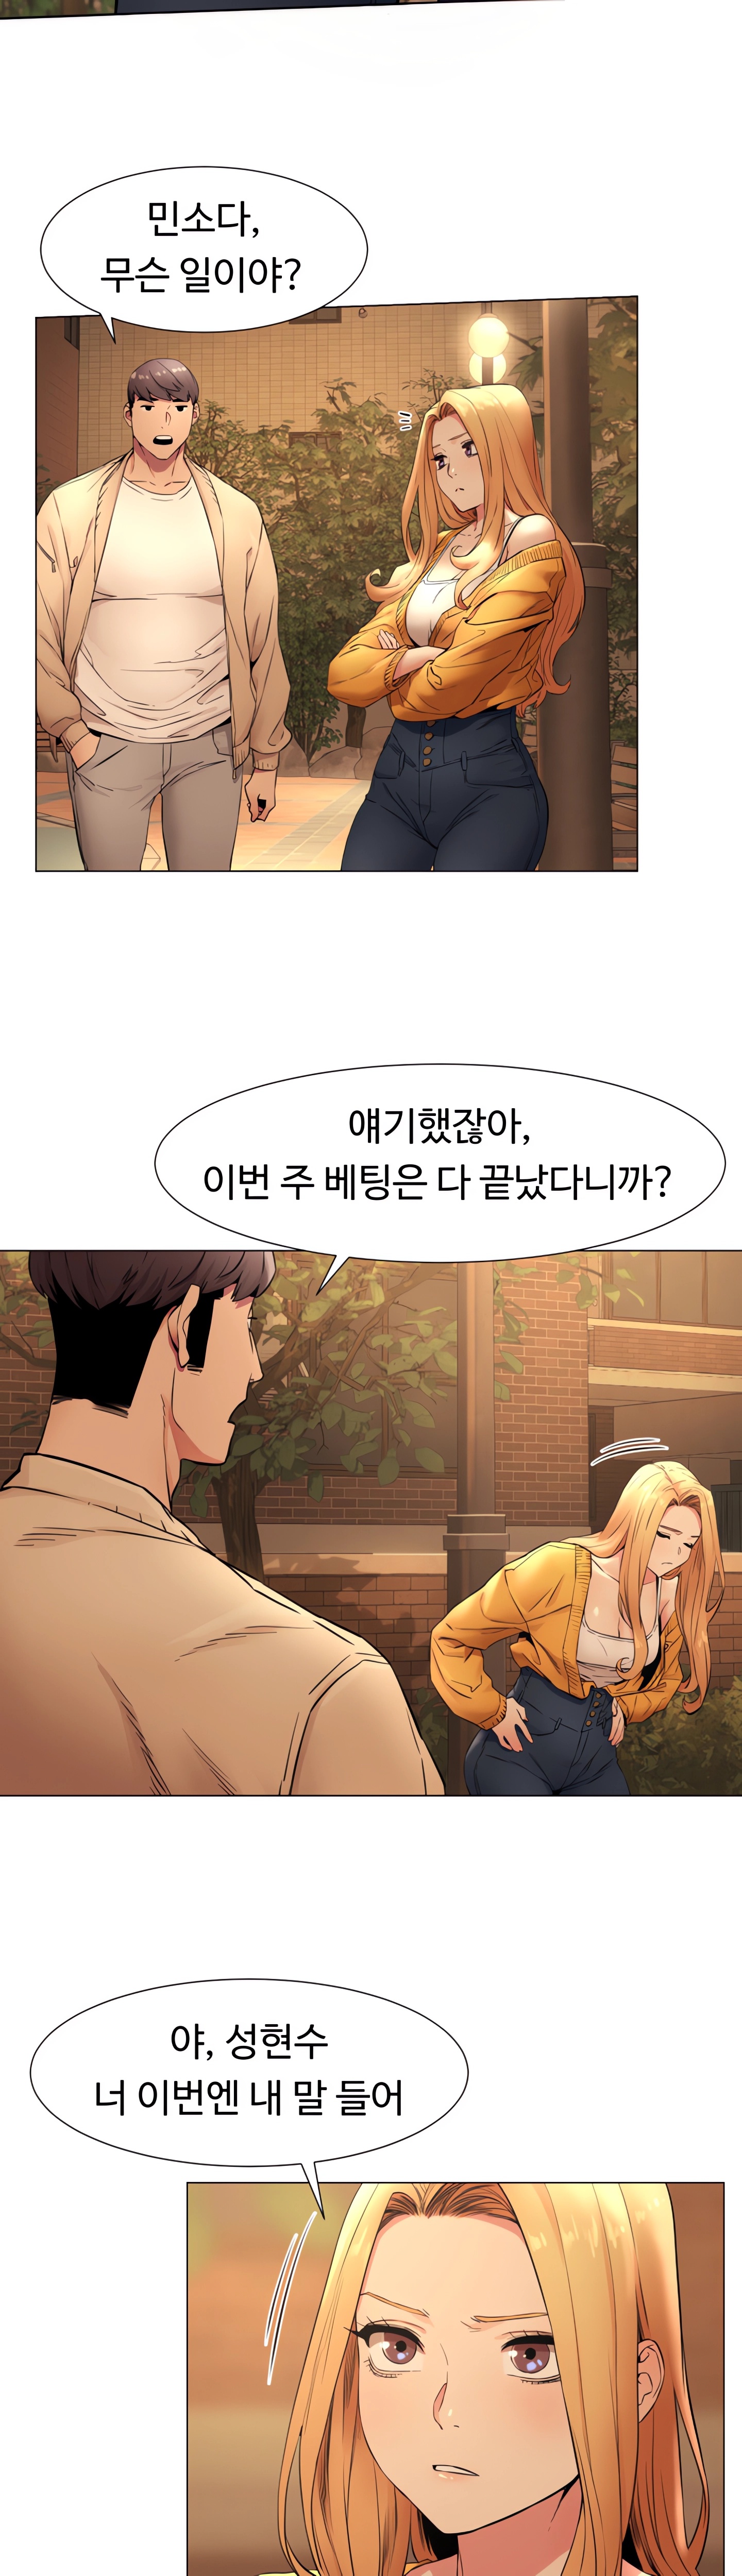 민소다,
무슨 일이야?
얘기했잖아,
이번 주 베팅은 다 끝났다니까?
야, 성현수
너 이번엔 내 말 들어